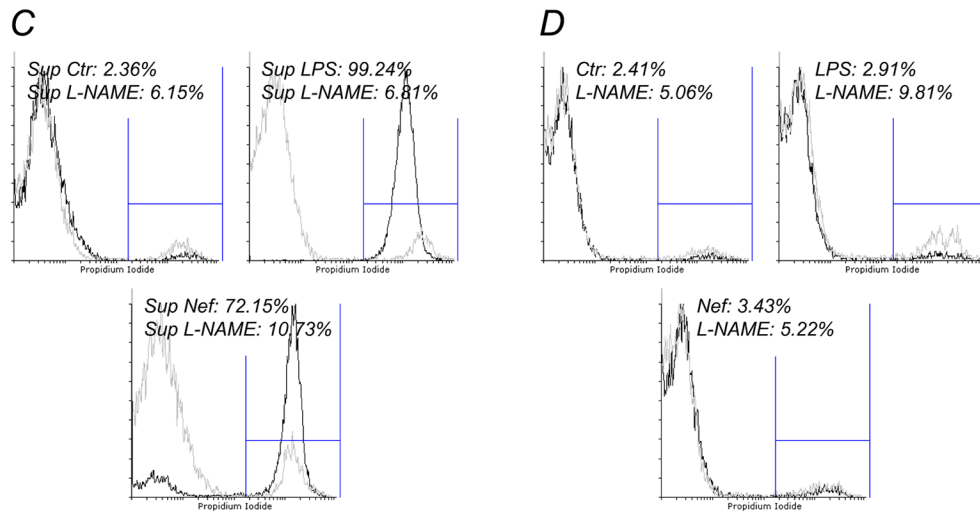 C
Sup Ctr: 2.36%
Sup L-NAME: 6.15%
Propidium Iodide
Sup LPS: 99.24%
Sup L-NAME: 6.81%
Propidium Iodide
Sup Nef: 72.15%
Sup L-NAME: 10.73%
Propidium Iodide
D
Ctr: 2.41%
L-NAME: 5.06%
Propidium Iodide
LPS: 2.91%
L-NAME: 9.81%
Propidium Iodide
Nef: 3.43%
L-NAME: 5.22%
Propidium Iodide